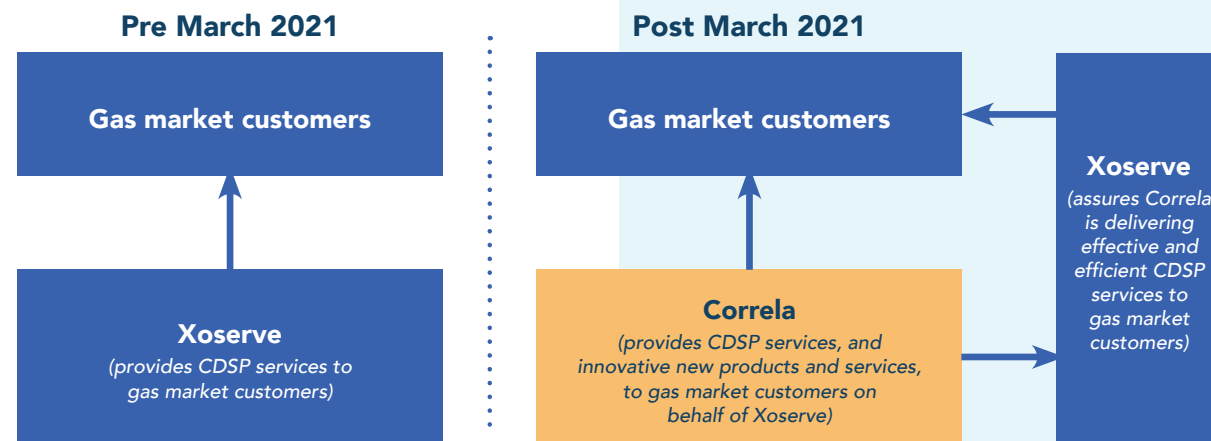 Pre March 2021
Gas market customers
Xoserve
(provides CDSP services to
gas market customers)
Post March 2021
Gas market customers
Correla
(provides CDSP services, and
innovative new products and services,
to gas market customers on
behalf of Xoserve)
Xoserve
(assures Correla
is delivering
effective and
efficient CDSP
services to
gas market
customers)